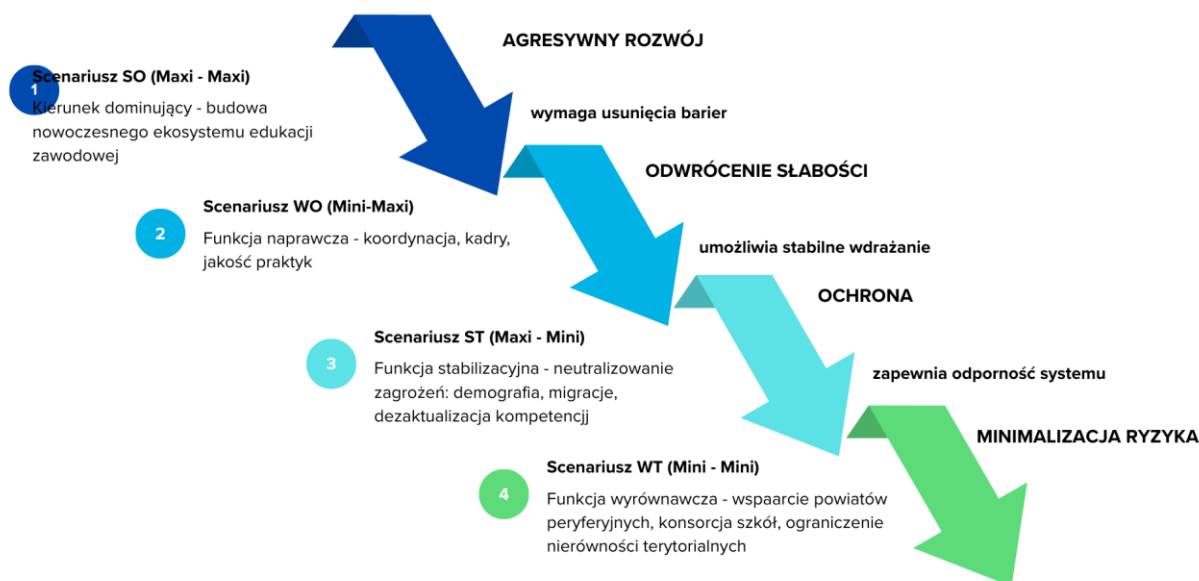 AGRESYWNY ROZWÓJ
1
Scenariusz SO (Maxi - Maxi)
Kierunek dominujący - budowa
nowoczesnego ekosystemu edukacji
zawodowej
wymaga usunięcia barier
ODWRÓCENIE SŁABOŚCI
2
Scenariusz WO (Mini-Maxi)
Funkcja naprawcza - koordynacja, kadry,
jakość praktyk
umożliwia stabilne wdrażanie
OCHRONA
3
Scenariusz ST (Maxi - Mini)
Funkcja stabilizacyjna - neutralizowanie
zagrożeń: demografia, migracje,
dezaktualizacja kompetencjj
zapewnia odporność systemu
MINIMALIZACJA RYZYKA
4
Scenariusz WT (Mini - Mini)
Funkcja wyrównawcza - wspaarcie powiatów
peryferyjnych, konsorcja szkół, ograniczenie
nierówności terytorialnych